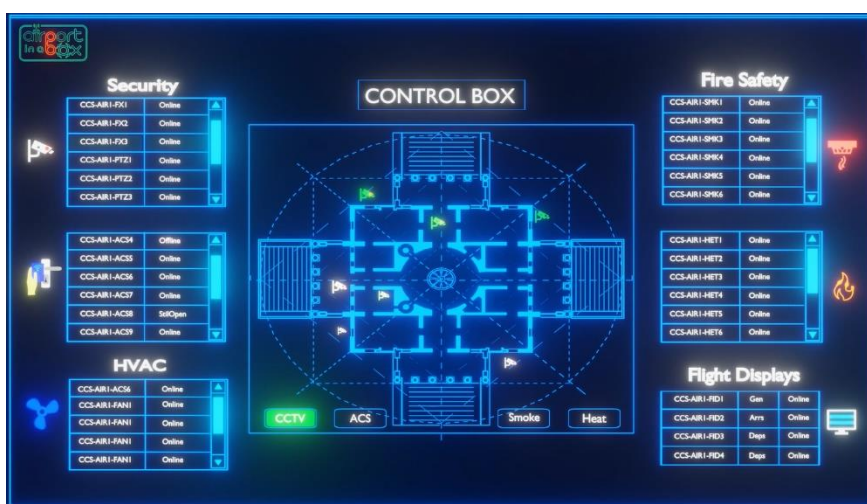 airport
in a box
Security
CCS-AIR1-FX1 Online
CCS-AIR1-FX2 Online
CCS-AIR1-FX3 Online
CCS-AIR1-PTZ1 Online
CCS-AIR1-PTZ2 Online
CCS-AIR1-PTZ3 Online
CCS-AIR1-ACS4 Offline
CCS-AIR1-ACS5 Online
CCS-AIR1-ACS6 Online
CCS-AIR1-ACS7 Online
CCS-AIR1-ACS8 StillOpen
CCS-AIR1-ACS9 Online
HVAC
CCS-AIR1-ACS6 Online
CCS-AIR1-FAN1 Online
CCS-AIR1-FAN1 Online
CCS-AIR1-FAN1 Online
CCS-AIR1-FAN1 Online
CONTROL BOX
CCTV
ACS
Smoke
Heat
Fire Safety
CCS-AIR1-SMK1 Online
CCS-AIR1-SMK2 Online
CCS-AIR1-SMK3 Online
CCS-AIR1-SMK4 Online
CCS-AIR1-SMK5 Online
CCS-AIR1-SMK6 Online
CCS-AIR1-HET1 Online
CCS-AIR1-HET2 Online
CCS-AIR1-HET3 Online
CCS-AIR1-HET4 Online
CCS-AIR1-HET5 Online
CCS-AIR1-HET6 Online
Flight Displays
CCS-AIR1-FID1 Gen Online
CCS-AIR1-FID2 Arrs Online
CCS-AIR1-FID3 Deps Online
CCS-AIR1-FID4 Deps Online